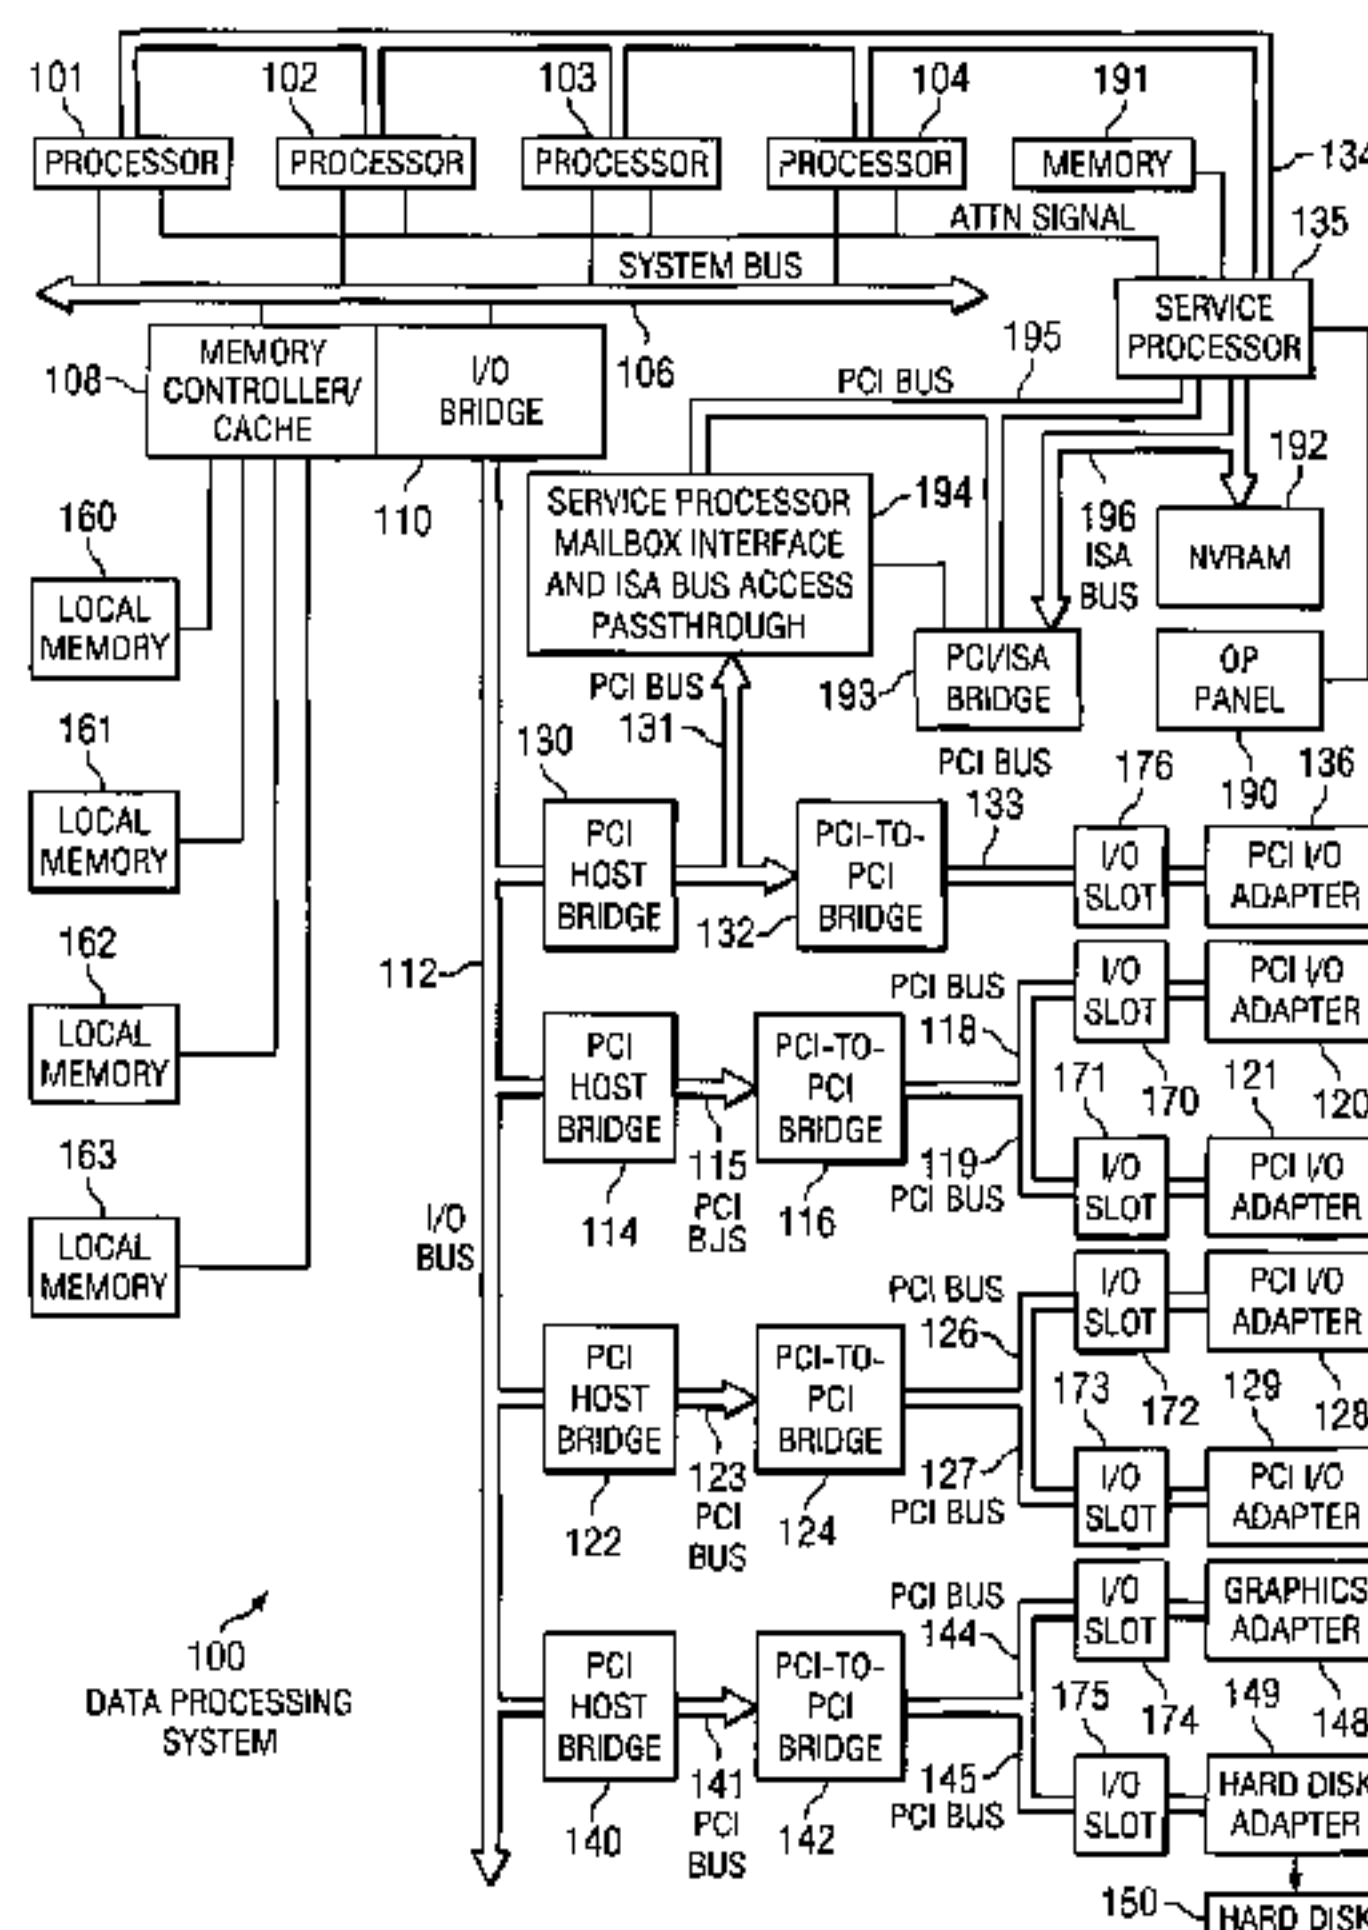 101
102
103
104
191
PROCESSOR
PROCESSOR
PROCESSOR
PROCESSOR
MEMORY
134
ATTN SIGNAL
135
SYSTEM BUS
SERVICE
PROCESSOR
MEMORY
CONTROLLER/
CACHE
108
I/O
BRIDGE
106
195
PCI BUS
110
SERVICE PROCESSOR
MAILBOX INTERFACE
AND ISA BUS ACCESS
PASSTHROUGH
194
192
196
ISA
BUS
NVRAM
160
LOCAL
MEMORY
PCI BUS
131
193
PCI/ISA
BRIDGE
OP
PANEL
190
161
LOCAL
MEMORY
130
PCI
HOST
BRIDGE
132
PCI-TO-
PCI
BRIDGE
PCI BUS
133
176
136
I/O
SLOT
PCI I/O
ADAPTER
162
LOCAL
MEMORY
112
PCI BUS
118
I/O
SLOT
PCI I/O
ADAPTER
170
120
PCI
HOST
BRIDGE
114
115
PCI
BUS
PCI-TO-
PCI
BRIDGE
116
119
PCI BUS
171
121
I/O
SLOT
PCI I/O
ADAPTER
163
LOCAL
MEMORY
I/O
BUS
PCI BUS
126
I/O
SLOT
PCI I/O
ADAPTER
172
128
PCI
HOST
BRIDGE
122
123
PCI
BUS
PCI-TO-
PCI
BRIDGE
124
127
PCI BUS
173
129
I/O
SLOT
PCI I/O
ADAPTER
PCI BUS
144
I/O
SLOT
GRAPHICS
ADAPTER
174
148
100
DATA PROCESSING
SYSTEM
PCI
HOST
BRIDGE
140
141
PCI
BUS
PCI-TO-
PCI
BRIDGE
142
145
PCI BUS
175
149
I/O
SLOT
HARD DISK
ADAPTER
150
HARD DISK